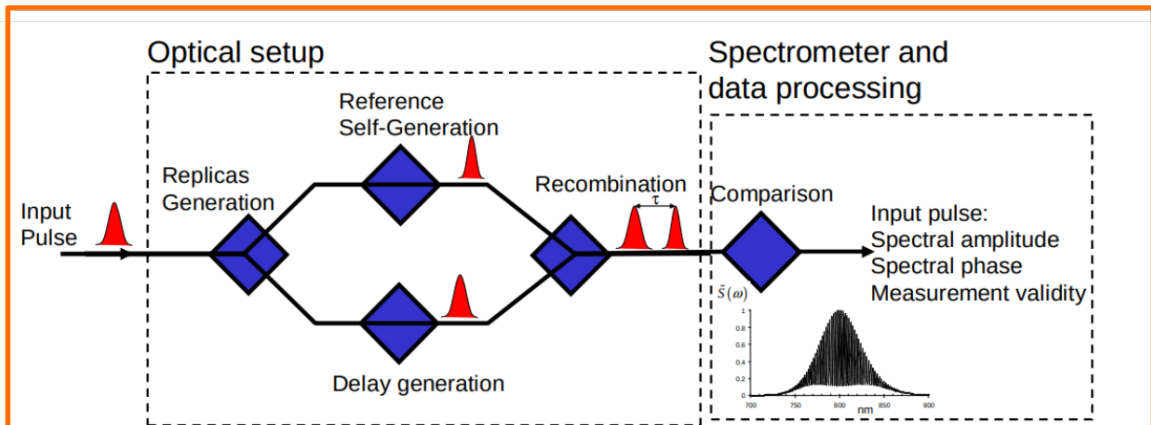 Optical setup
Spectrometer and
data processing
Reference
Self-Generation
Replicas
Generation
Recombination
τ
Comparison
Input
Pulse
Input pulse:
Spectral amplitude
Spectral phase
Measurement validity
Delay generation
s̃(ω)
1
0.8
0.6
0.4
0.2
0
700
750
800
850
900
nm